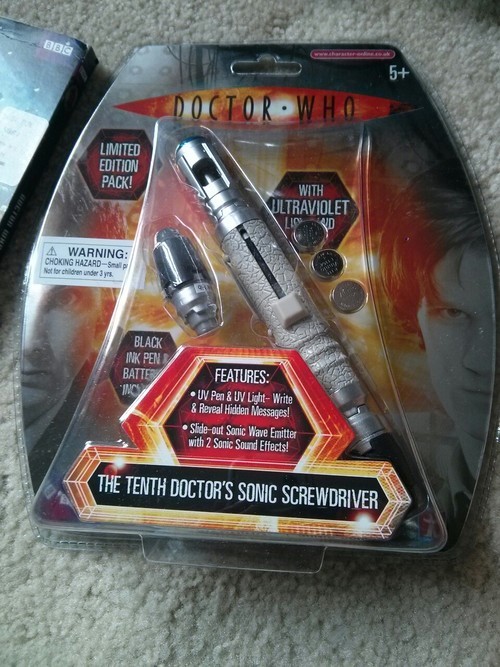 BBC
www.character-online.co.uk
5+
DOCTOR·WHO
LIMITED
EDITION
PACK!
WITH
ULTRAVIOLET
WARNING:
CHOKING HAZARD—Small
Not for children under 3 yrs.
BLACK
INK PEN &
FEATURES:
• UV Pen & UV Light- Write
& Reveal Hidden Messages!
• Slide-out Sonic Wave Emitter
with 2 Sonic Sound Effects!
THE TENTH DOCTOR'S SONIC SCREWDRIVER